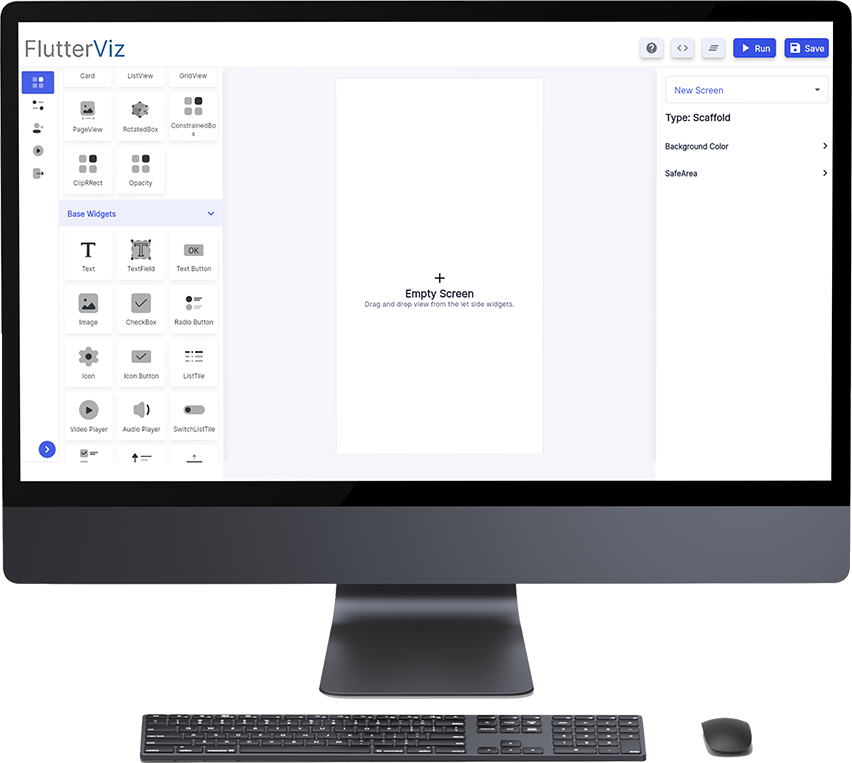 FlutterViz
Run
Save
Card
ListView
GridView
PageView
RotatedBox
ConstrainedBo
x
ClipRRect
Opacity
Base Widgets
T
Text
T
TextField
OK
Text Button
Image
CheckBox
Radio Button
Icon
Icon Button
ListTile
Video Player
Audio Player
SwitchListTile
Empty Screen
Drag and drop view from the let side widgets.
New Screen
Type: Scaffold
Background Color
SafeArea